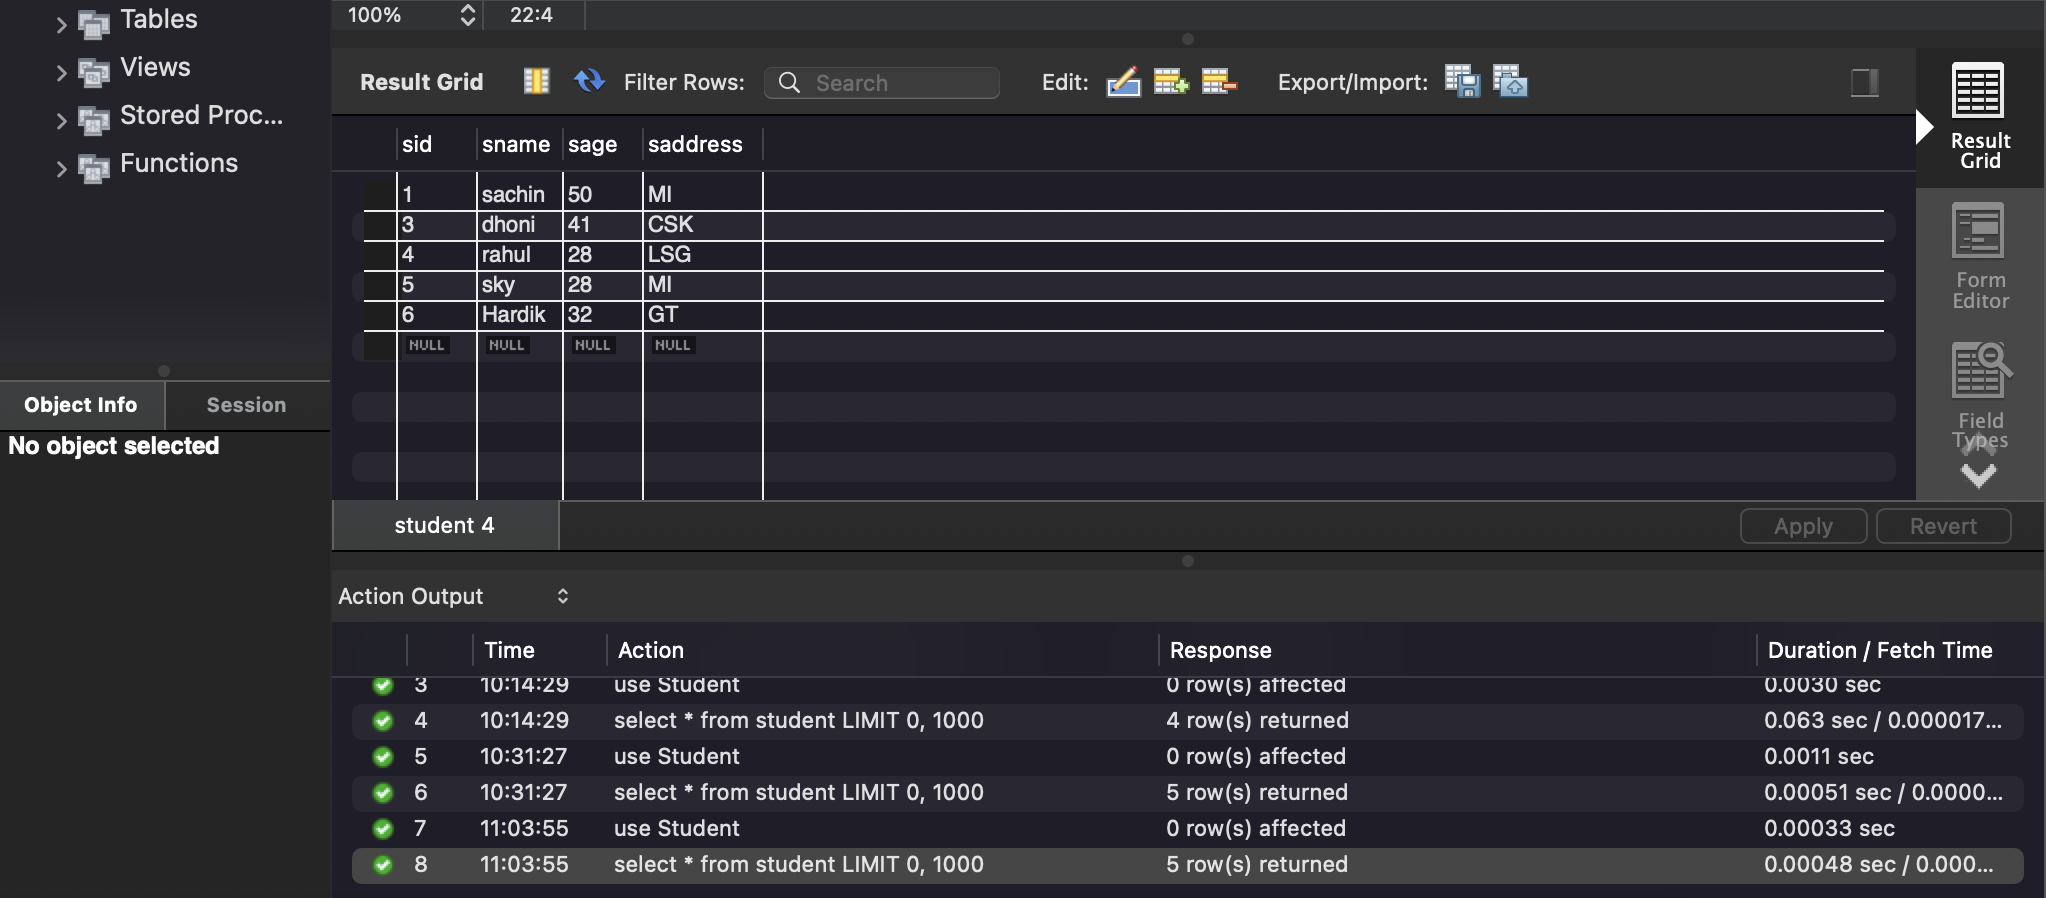 Tables
Views
Stored Proc...
Functions
Object Info Session
No object selected
100% 22:4
Result Grid Filter Rows: Search Edit: Export/Import:
sid sname sage saddress
1 sachin 50 MI
3 dhoni 41 CSK
4 rahul 28 LSG
5 sky 28 MI
6 Hardik 32 GT
NULL NULL NULL NULL
Result
Grid
Form
Editor
Field
Types
student 4 Apply Revert
Action Output
Time Action Response Duration / Fetch Time
3 10:14:29 use Student 0 row(s) affected 0.0030 sec
4 10:14:29 select * from student LIMIT 0, 1000 4 row(s) returned 0.063 sec / 0.000017...
5 10:31:27 use Student 0 row(s) affected 0.0011 sec
6 10:31:27 select * from student LIMIT 0, 1000 5 row(s) returned 0.00051 sec / 0.0000...
7 11:03:55 use Student 0 row(s) affected 0.00033 sec
8 11:03:55 select * from student LIMIT 0, 1000 5 row(s) returned 0.00048 sec / 0.000...